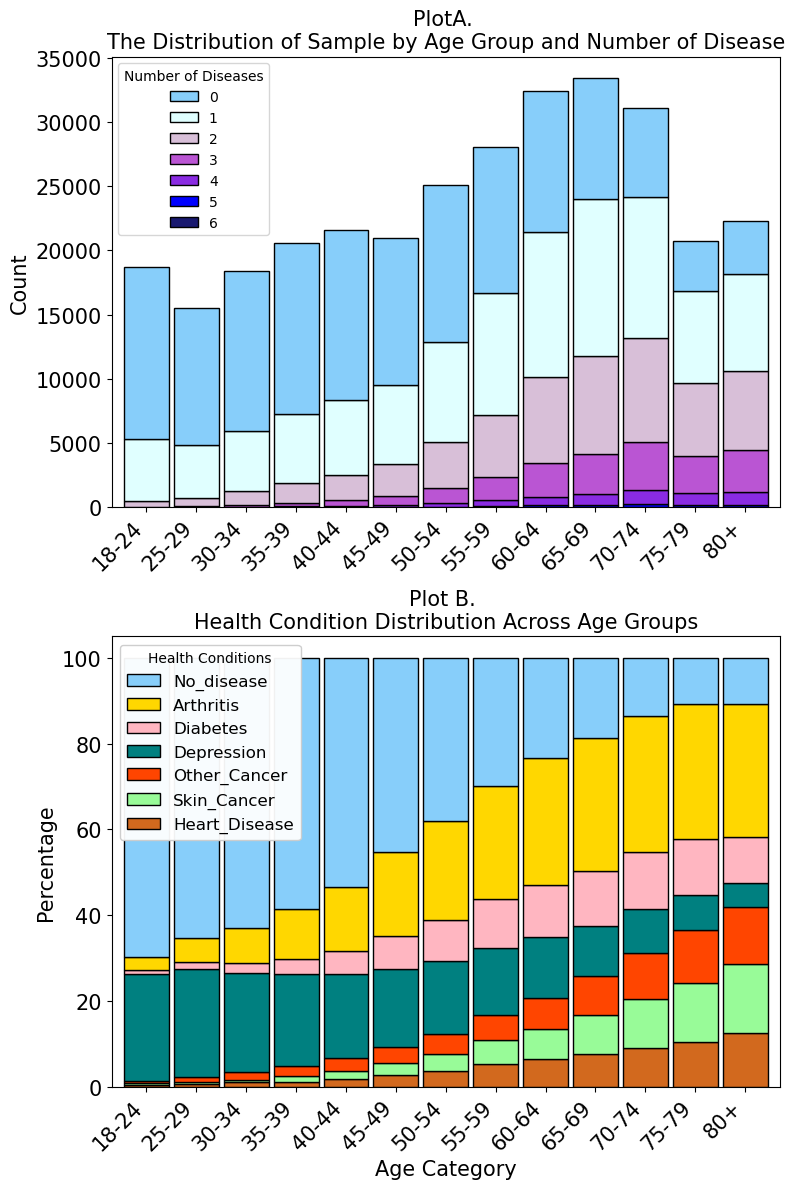 PlotA.
The Distribution of Sample by Age Group and Number of Disease
Count
35000
30000
25000
20000
15000
10000
5000
0
Number of Diseases
0
1
2
3
4
5
6
18-24
25-29
30-34
35-39
40-44
45-49
50-54
55-59
60-64
65-69
70-74
75-79
80+
Plot B.
Health Condition Distribution Across Age Groups
Percentage
100
80
60
40
20
0
Health Conditions
No_disease
Arthritis
Diabetes
Depression
Other_Cancer
Skin_Cancer
Heart_Disease
18-24
25-29
30-34
35-39
40-44
45-49
50-54
55-59
60-64
65-69
70-74
75-79
80+
Age Category